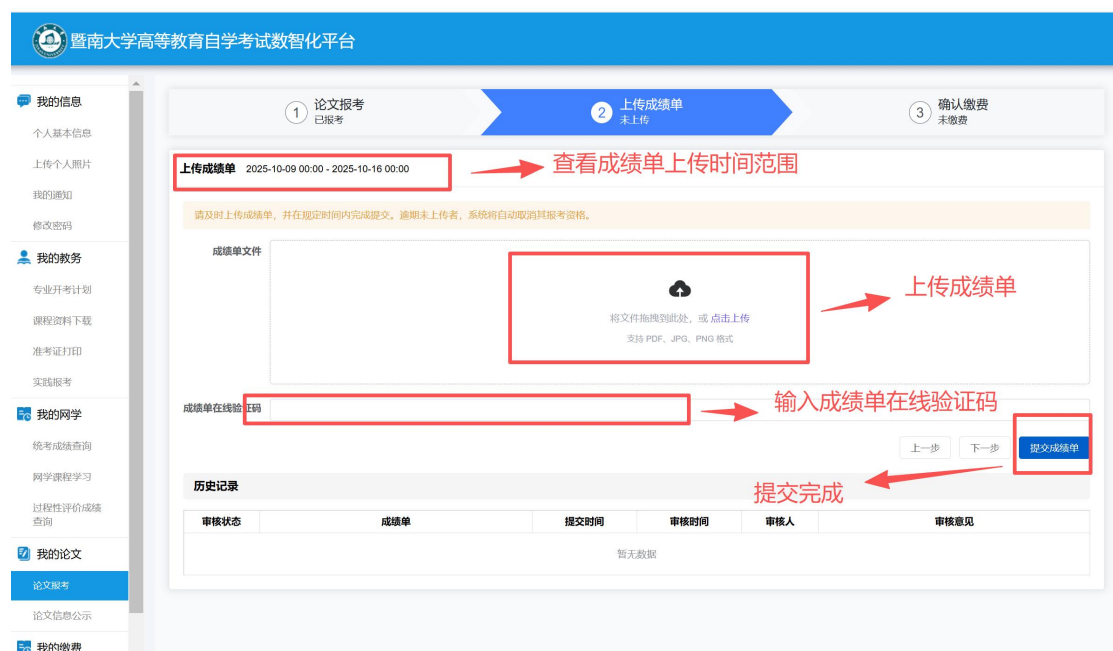 暨南大学高等教育自学考试数智化平台
我的信息
个人基本信息
上传个人照片
我的通知
修改密码
我的教务
专业开考计划
课程资料下载
准考证打印
实践报考
我的网学
统考成绩查询
网学课程学习
过程性评价成绩
查询
我的论文
论文报考
论文信息公示
我的缴费
1 论文报考
已报考
2 上传成绩单
未上传
3 确认缴费
未缴费
上传成绩单 2025-10-09 00:00 - 2025-10-16 00:00
查看成绩单上传时间范围
请及时上传成绩单，并在规定时间内完成提交。逾期未上传者，系统将自动取消其报考资格。
成绩单文件
将文件拖拽到此处，或 点击上传
支持 PDF、JPG、PNG 格式
上传成绩单
成绩单在线验证码
输入成绩单在线验证码
上一步 下一步 提交成绩单
提交完成
历史记录
审核状态 成绩单 提交时间 审核时间 审核人 审核意见
暂无数据